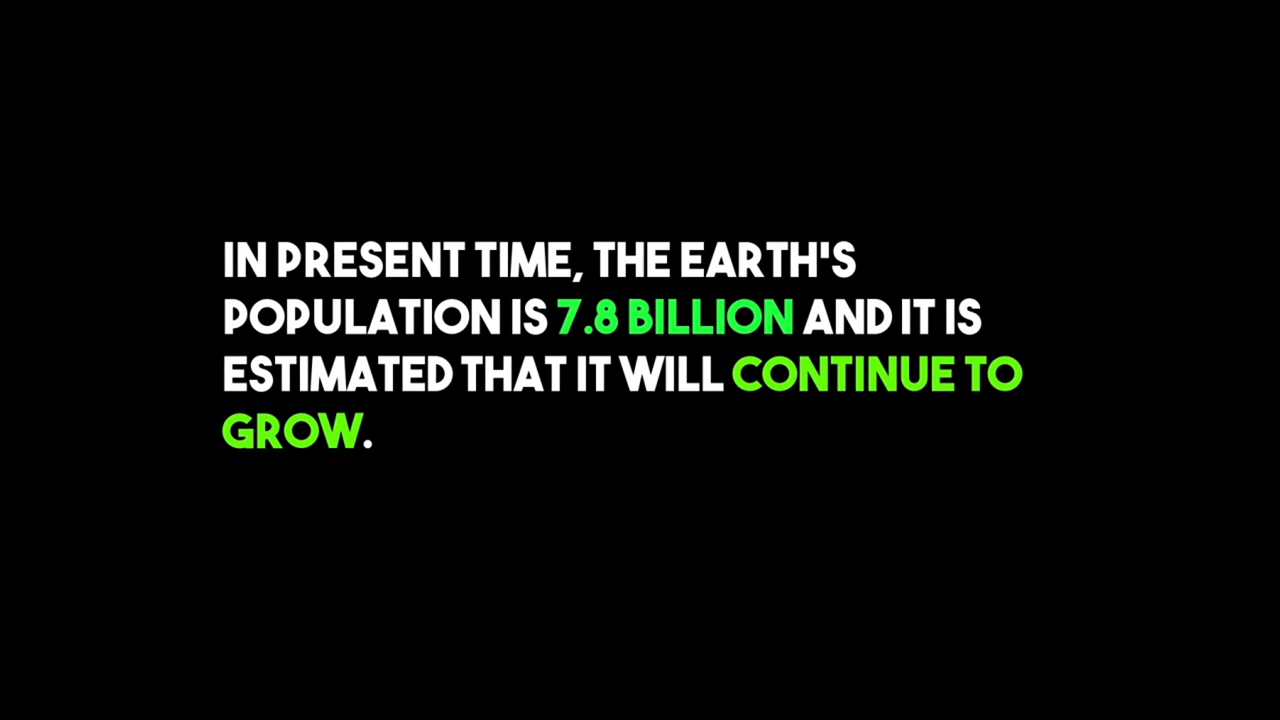 IN PRESENT TIME, THE EARTH'S
POPULATION IS 7.8 BILLION AND IT IS
ESTIMATED THAT IT WILL CONTINUE TO
GROW.